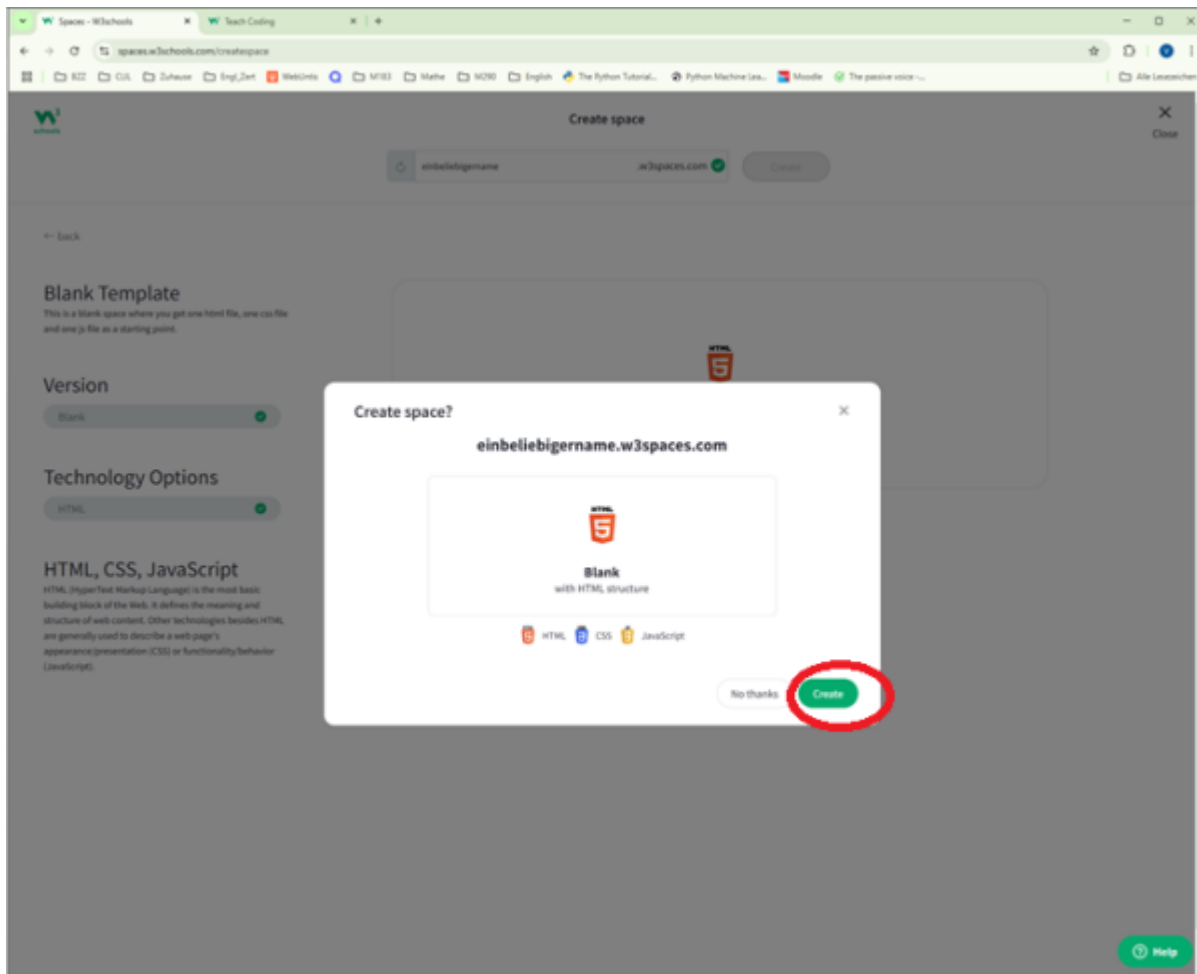 Spaces - W3schools
Teach Coding
spaces.w3schools.com/createspace
BZZ
CUL
Zuhause
Engl_Zert
WebUntis
M183
Mathe
M290
English
The Python Tutorial...
Python Machine Lea...
Moodle
The passive voice -...
Alle Lesezeichen
schools
Create space
Close
einbeliebigername
.w3spaces.com
Create
← back
Blank Template
This is a blank space where you get one html file, one css file
and one js file as a starting point.
Version
Blank
Technology Options
HTML
HTML, CSS, JavaScript
HTML (HyperText Markup Language) is the most basic
building block of the Web. It defines the meaning and
structure of web content. Other technologies besides HTML
are generally used to describe a web page's
appearance/presentation (CSS) or functionality/behavior
(JavaScript).
HTML
Create space?
einbeliebigername.w3spaces.com
HTML
Blank
with HTML structure
HTML
CSS
JavaScript
No thanks
Create
Help